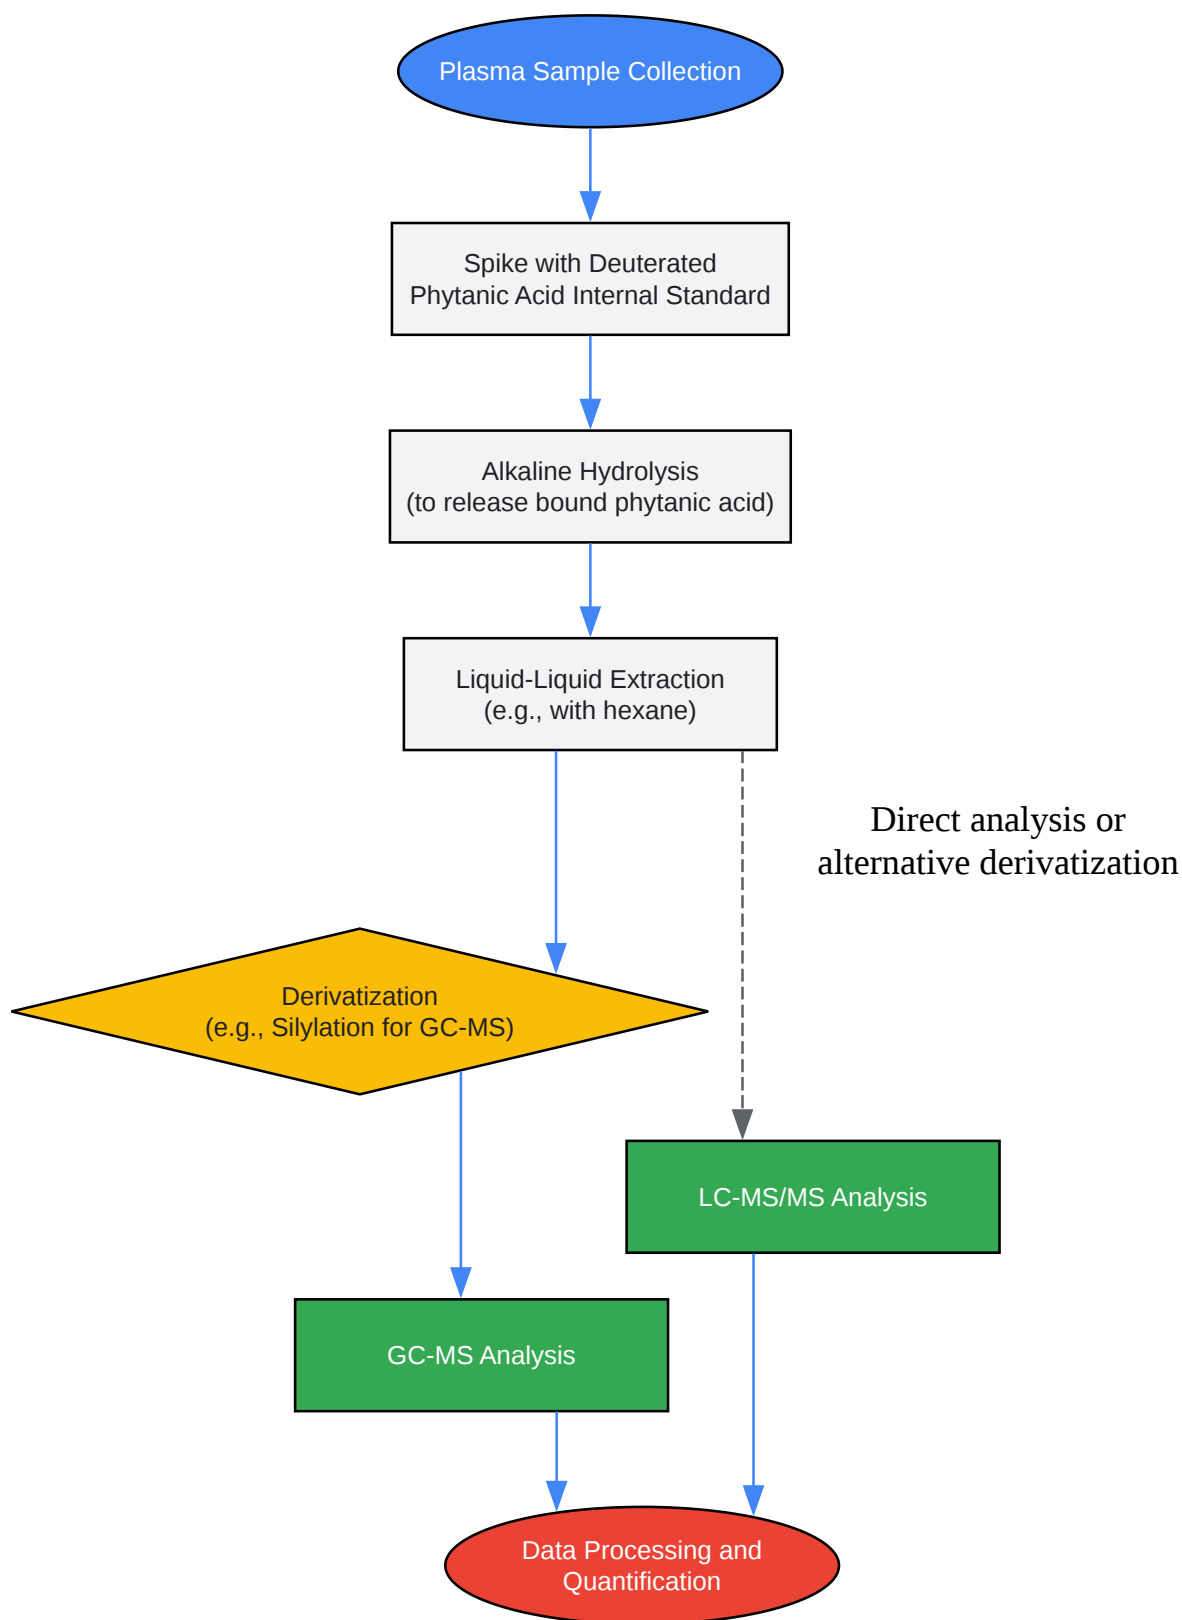 Plasma Sample Collection
Spike with Deuterated
Phytanic Acid Internal Standard
Alkaline Hydrolysis
(to release bound phytanic acid)
Liquid-Liquid Extraction
(e.g., with hexane)
Direct analysis or
alternative derivatization
Derivatization
(e.g., Silylation for GC-MS)
LC-MS/MS Analysis
GC-MS Analysis
Data Processing and
Quantification